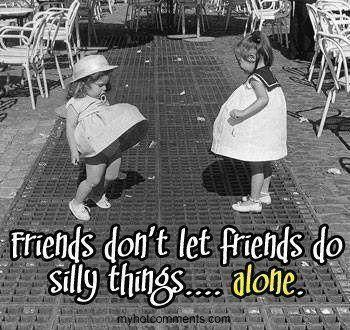 Friends don't let friends do
silly things.... alone.
myhotcomments.com